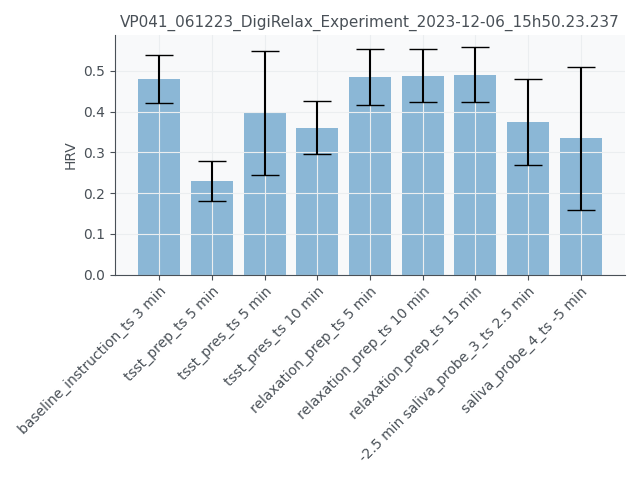 VP041_061223_DigiRelax_Experiment_2023-12-06_15h50.23.237
HRV
0.5
0.4
0.3
0.2
0.1
0.0
baseline_instruction_ts 3 min
tsst_prep_ts 5 min
tsst_pres_ts 5 min
tsst_pres_ts 10 min
relaxation_prep_ts 5 min
relaxation_prep_ts 10 min
relaxation_prep_ts 15 min
-2.5 min saliva_probe_3_ts 2.5 min
saliva_probe_4_ts -5 min